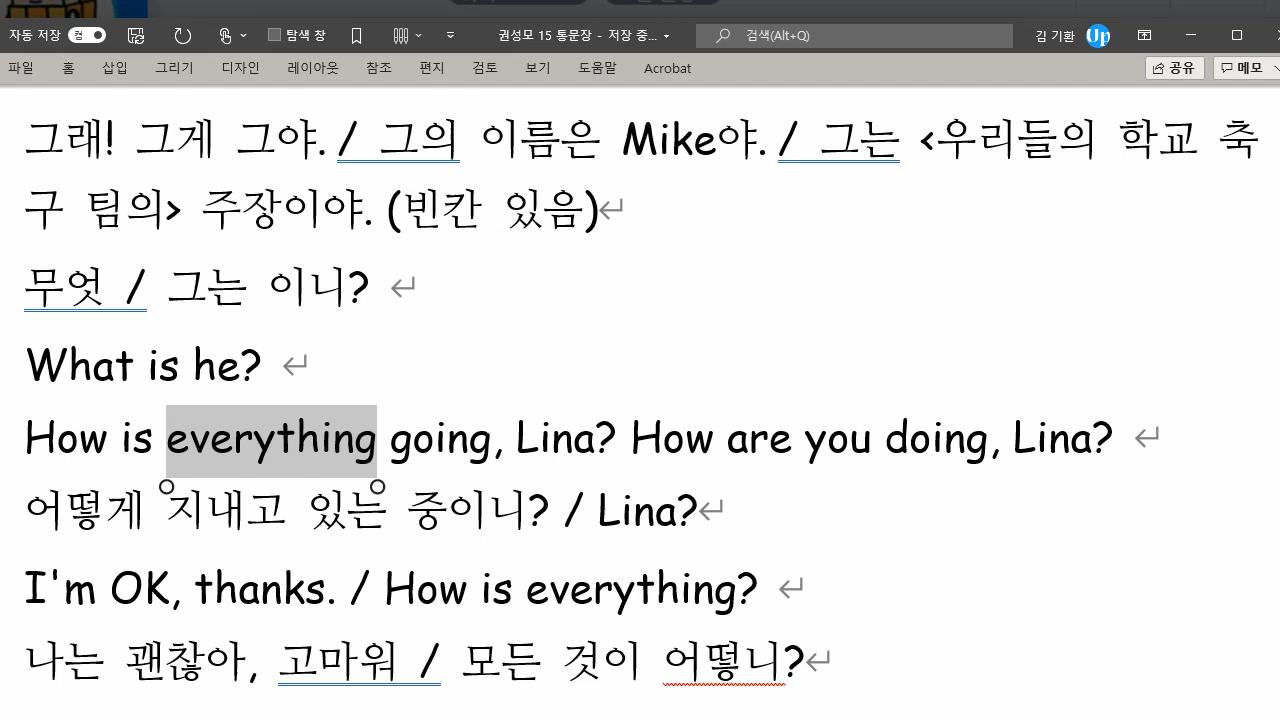 자동 저장 켬 탐색 창 권성모 15 통문장 - 저장 중... 검색(Alt+Q) 김 기환 Up
파일 홈 삽입 그리기 디자인 레이아웃 참조 편지 검토 보기 도움말 Acrobat 공유 메모
그래! 그게 그야. / 그의 이름은 Mike야. / 그는 <우리들의 학교 축
구 팀의> 주장이야. (빈칸 있음)
무엇 / 그는 이니?
What is he?
How is everything going, Lina? How are you doing, Lina?
어떻게 지내고 있는 중이니? / Lina?
I'm OK, thanks. / How is everything?
나는 괜찮아, 고마워 / 모든 것이 어떻니?